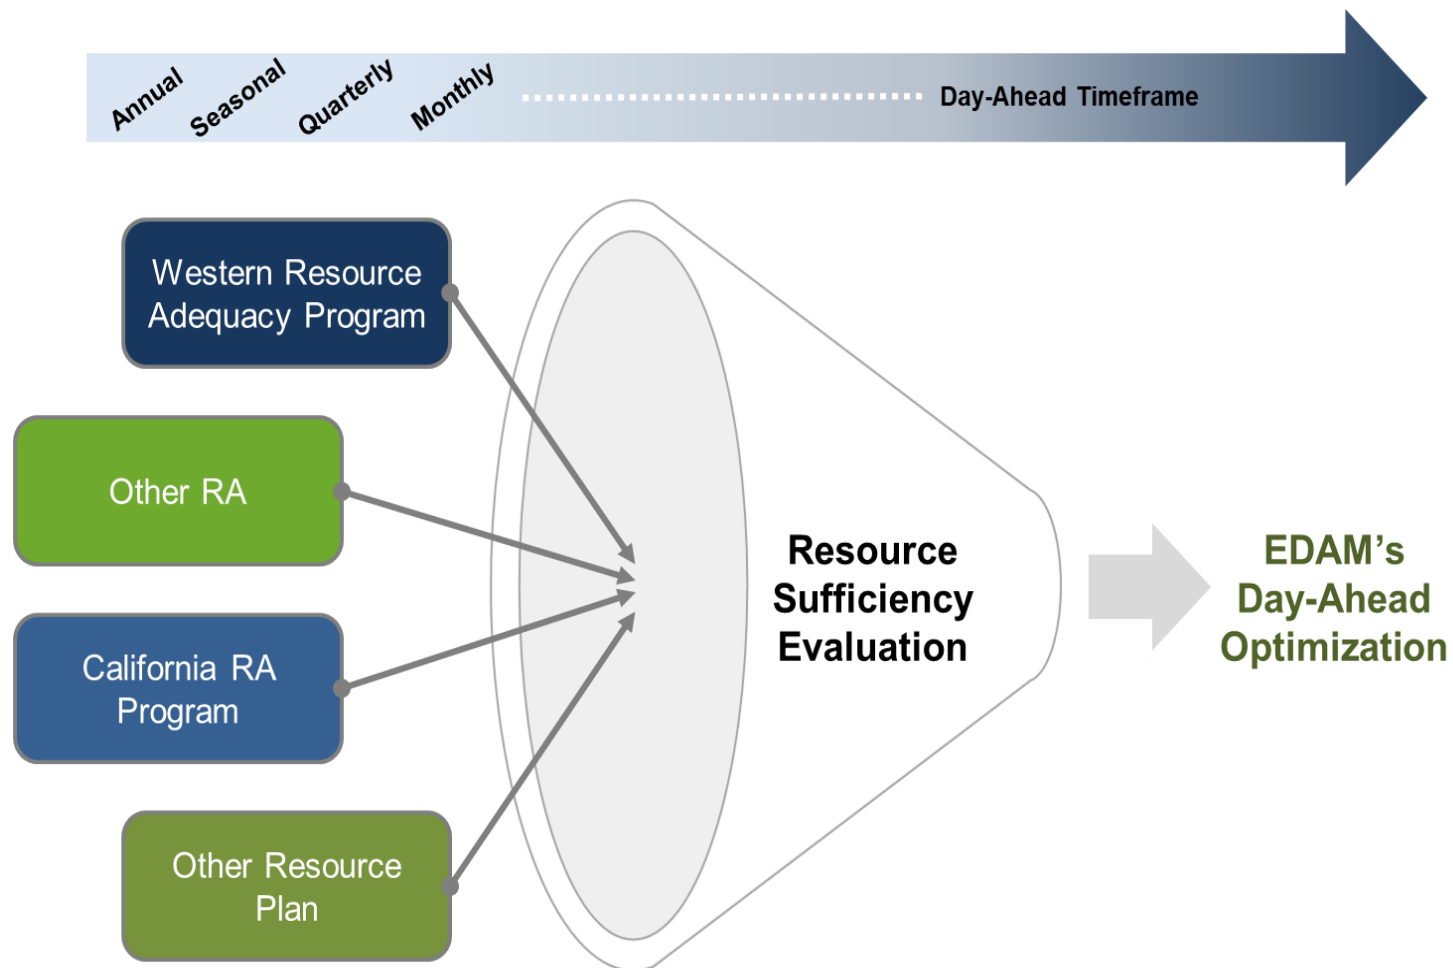 Annual
Seasonal
Quarterly
Monthly
Day-Ahead Timeframe
Western Resource
Adequacy Program
Other RA
California RA
Program
Other Resource
Plan
Resource
Sufficiency
Evaluation
EDAM’s
Day-Ahead
Optimization